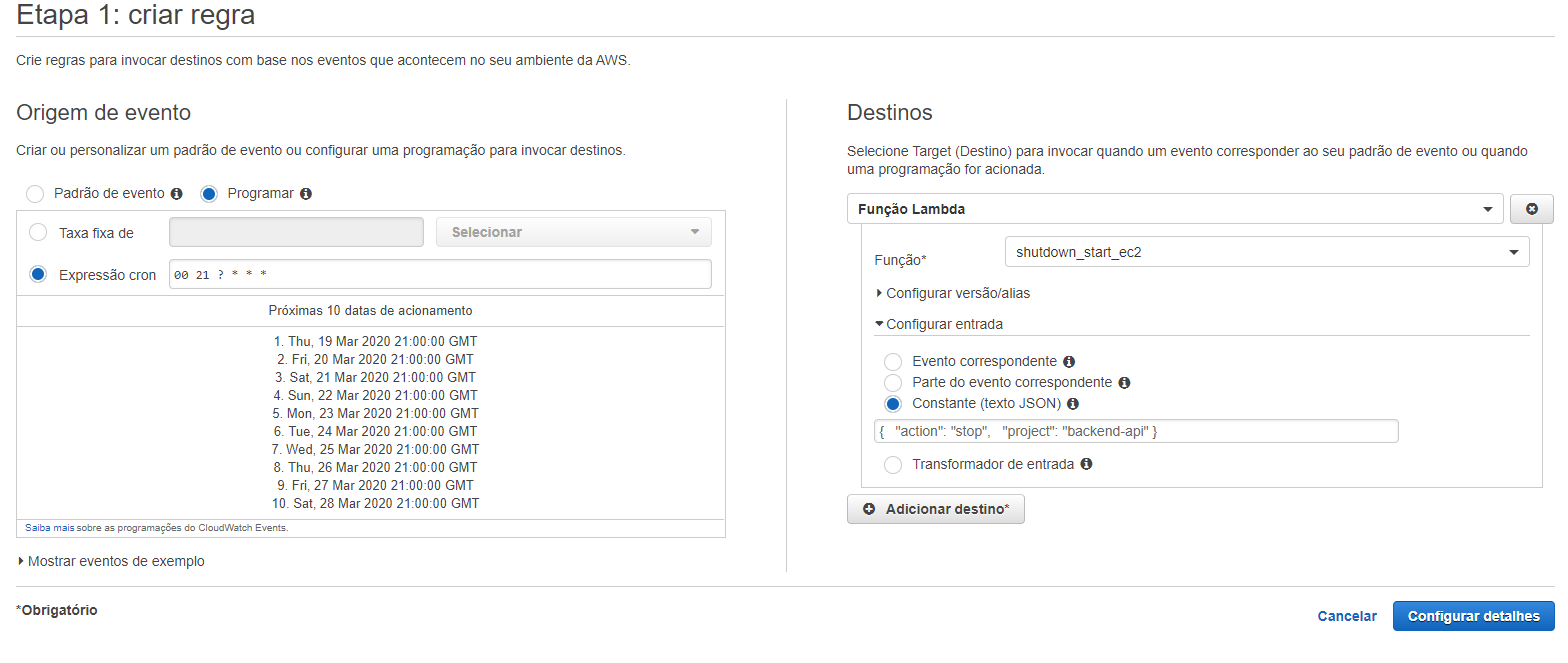 Etapa 1: criar regra
Crie regras para invocar destinos com base nos eventos que acontecem no seu ambiente da AWS.
Origem de evento
Criar ou personalizar um padrão de evento ou configurar uma programação para invocar destinos.
Padrão de evento
Programar
Taxa fixa de
Selecionar
Expressão cron
00 21 ? * * *
Próximas 10 datas de acionamento
1. Thu, 19 Mar 2020 21:00:00 GMT
2. Fri, 20 Mar 2020 21:00:00 GMT
3. Sat, 21 Mar 2020 21:00:00 GMT
4. Sun, 22 Mar 2020 21:00:00 GMT
5. Mon, 23 Mar 2020 21:00:00 GMT
6. Tue, 24 Mar 2020 21:00:00 GMT
7. Wed, 25 Mar 2020 21:00:00 GMT
8. Thu, 26 Mar 2020 21:00:00 GMT
9. Fri, 27 Mar 2020 21:00:00 GMT
10. Sat, 28 Mar 2020 21:00:00 GMT
Saiba mais sobre as programações do CloudWatch Events.
Mostrar eventos de exemplo
Destinos
Selecione Target (Destino) para invocar quando um evento corresponder ao seu padrão de evento ou quando
uma programação for acionada.
Função Lambda
Função*
shutdown_start_ec2
Configurar versão/alias
Configurar entrada
Evento correspondente
Parte do evento correspondente
Constante (texto JSON)
{   "action": "stop",   "project": "backend-api" }
Transformador de entrada
Adicionar destino*
*Obrigatório
Cancelar
Configurar detalhes